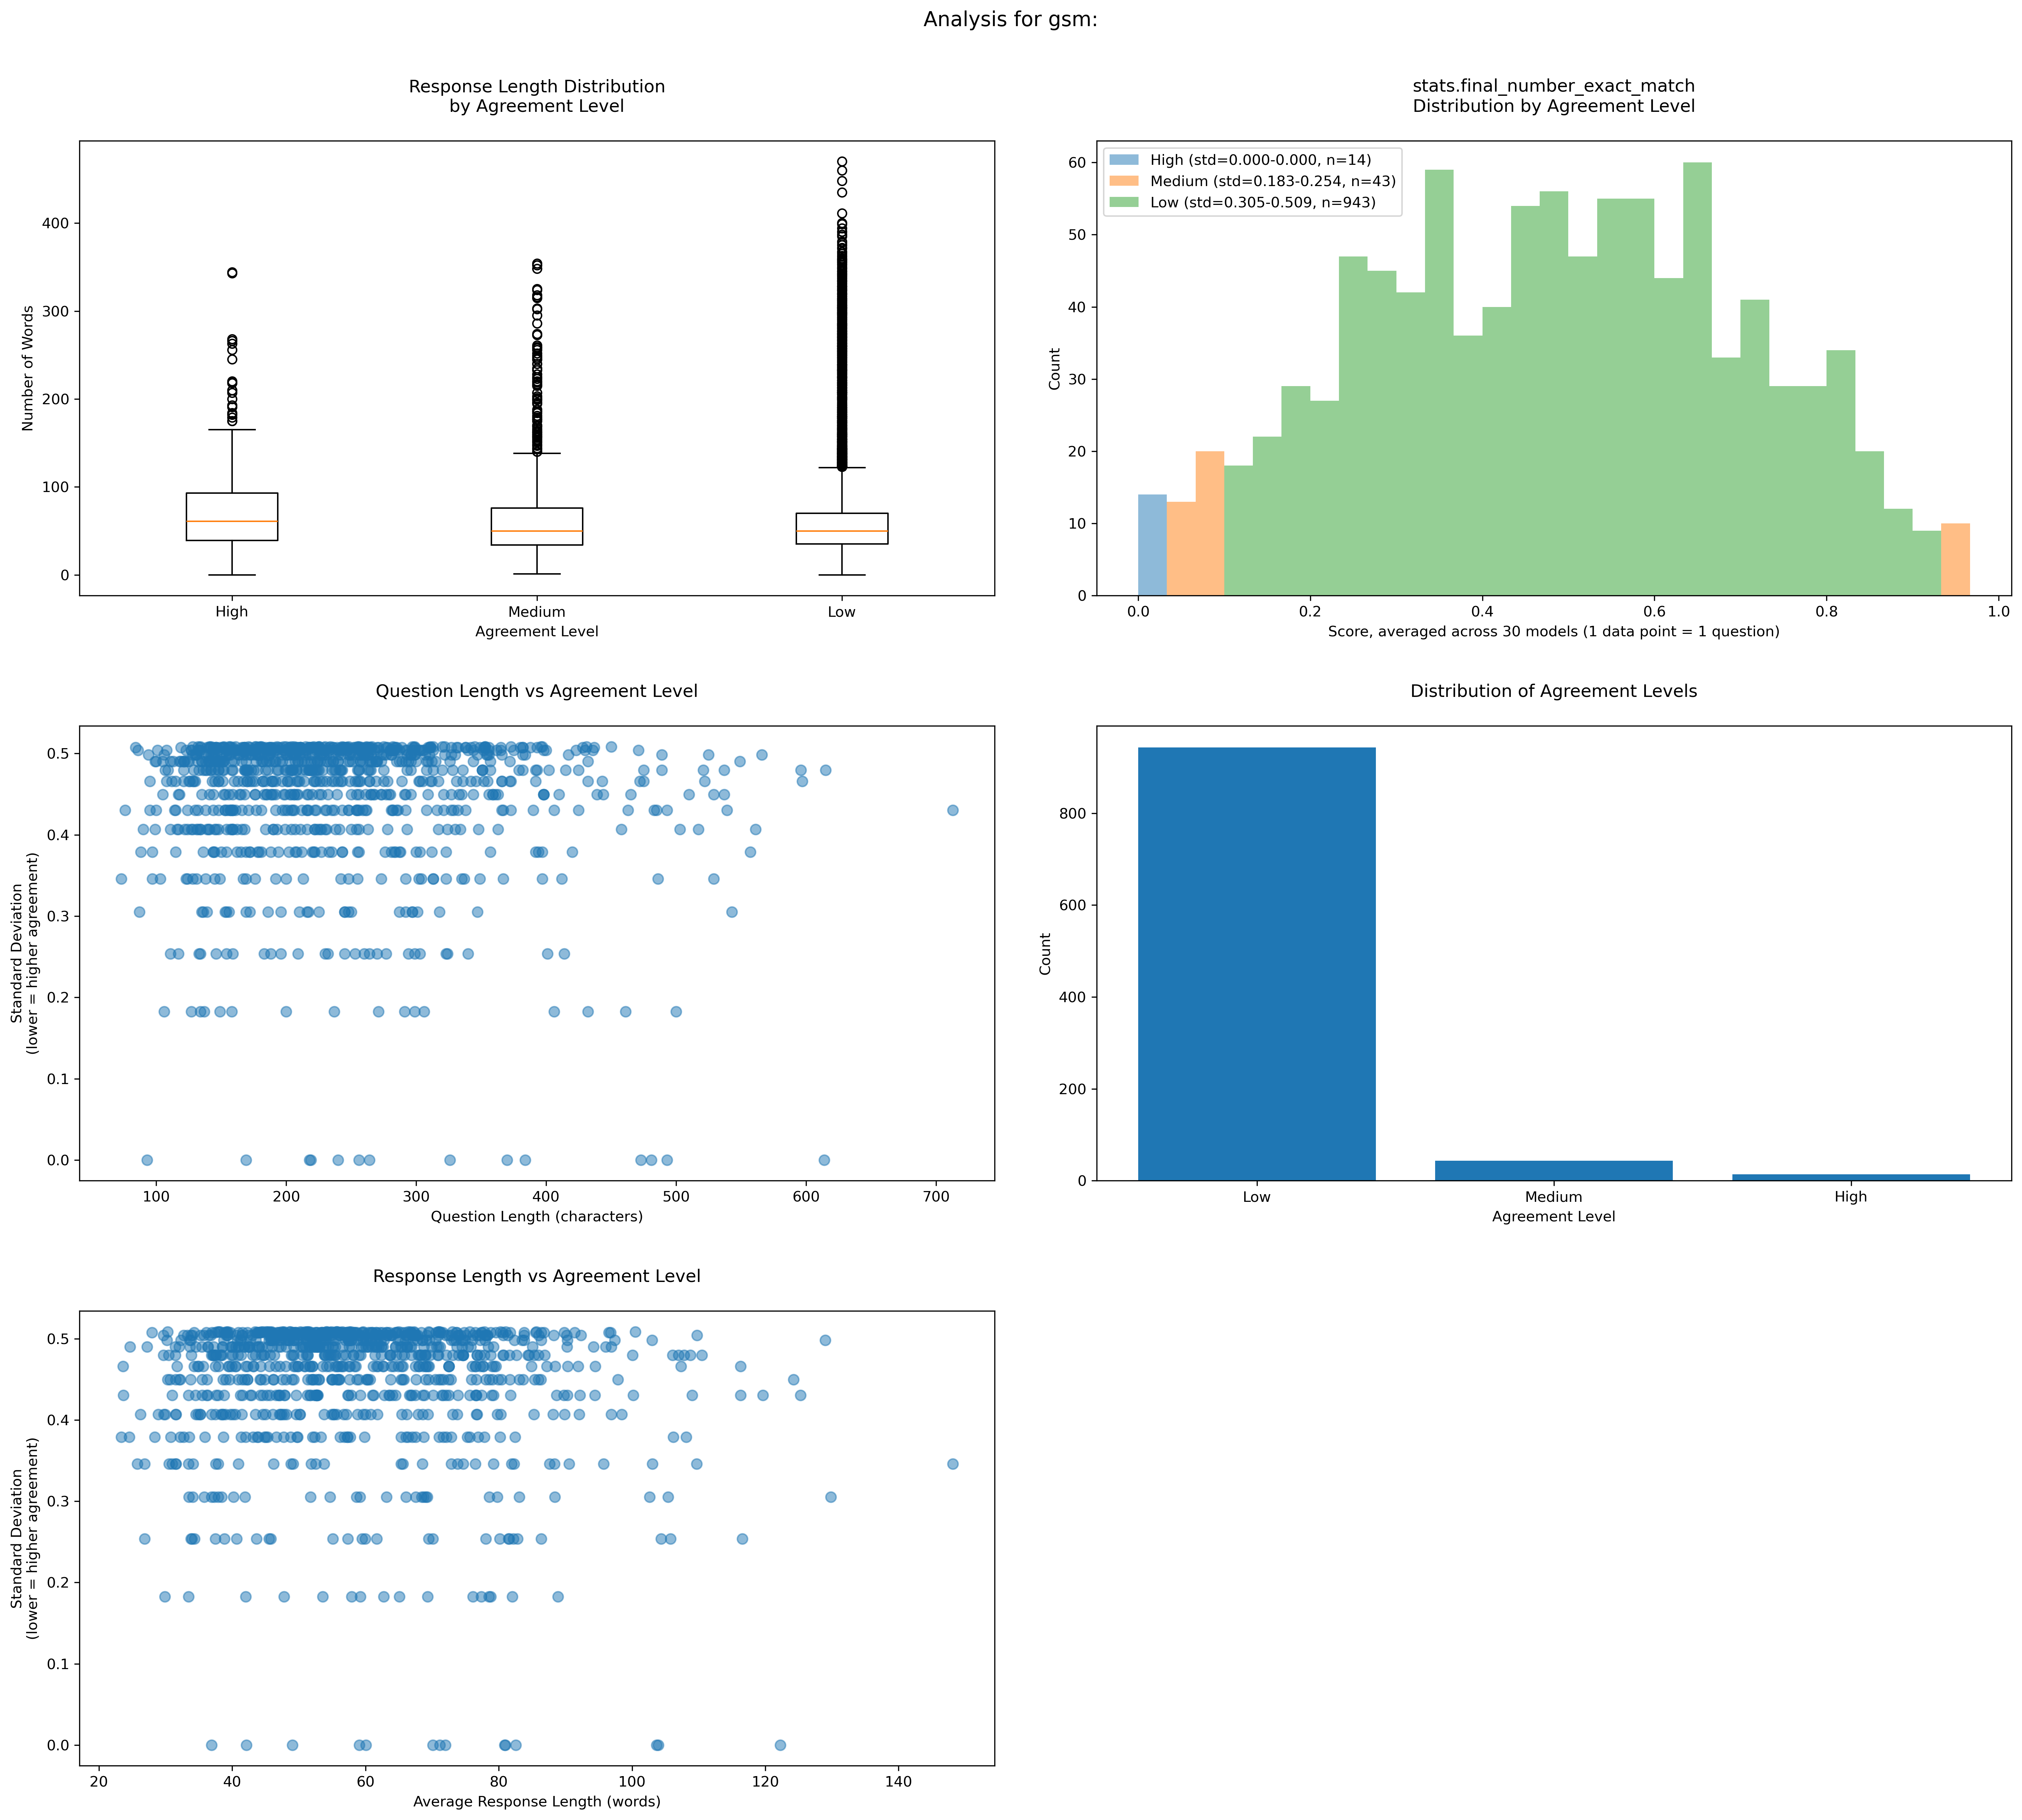 Analysis for gsm:
Response Length Distribution
by Agreement Level
Number of Words
400
300
200
100
0
High
Medium
Low
Agreement Level
stats.final_number_exact_match
Distribution by Agreement Level
High (std=0.000-0.000, n=14)
Medium (std=0.183-0.254, n=43)
Low (std=0.305-0.509, n=943)
Count
60
50
40
30
20
10
0
0.0
0.2
0.4
0.6
0.8
1.0
Score, averaged across 30 models (1 data point = 1 question)
Question Length vs Agreement Level
Standard Deviation
(lower = higher agreement)
0.5
0.4
0.3
0.2
0.1
0.0
100
200
300
400
500
600
700
Question Length (characters)
Distribution of Agreement Levels
Count
800
600
400
200
0
Low
Medium
High
Agreement Level
Response Length vs Agreement Level
Standard Deviation
(lower = higher agreement)
0.5
0.4
0.3
0.2
0.1
0.0
20
40
60
80
100
120
140
Average Response Length (words)